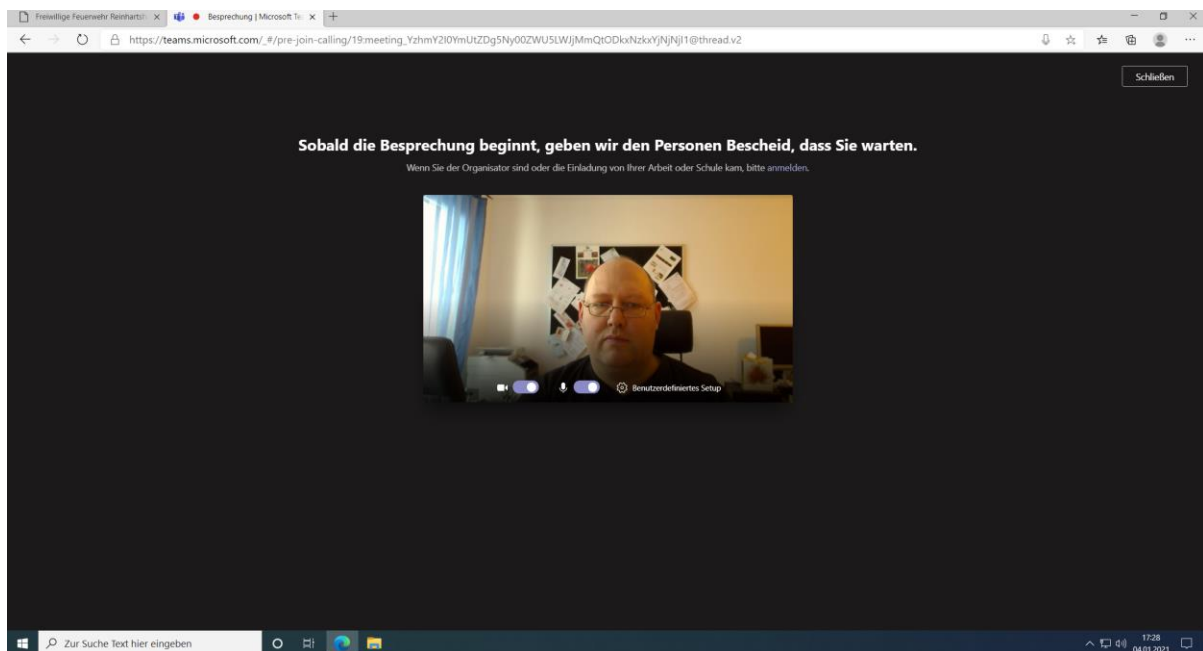 Freiwillige Feuerwehr Reinhartsh
Besprechung | Microsoft Te
https://teams.microsoft.com/_#/pre-join-calling/19:meeting_YzhmY2I0YmUtZDg5Ny00ZWU5LWJjMmQtODkxNzkxYjNjNjI1@thread.v2
Schließen
Sobald die Besprechung beginnt, geben wir den Personen Bescheid, dass Sie warten.
Wenn Sie der Organisator sind oder die Einladung von Ihrer Arbeit oder Schule kam, bitte anmelden.
Benutzerdefiniertes Setup
Zur Suche Text hier eingeben
17:28
04.01.2021